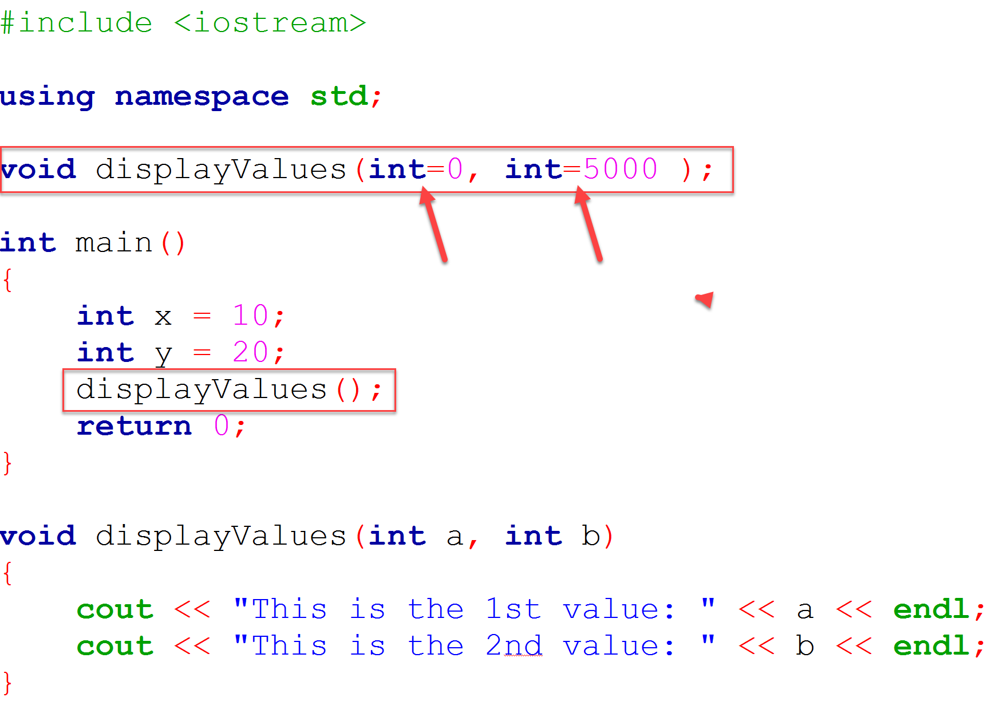 #include <iostream>
using namespace std;
void displayValues(int=0, int=5000 );
int main()
{
int x = 10;
int y = 20;
displayValues();
return 0;
}
void displayValues(int a, int b)
{
cout << "This is the 1st value: " << a << endl;
cout << "This is the 2nd value: " << b << endl;
}